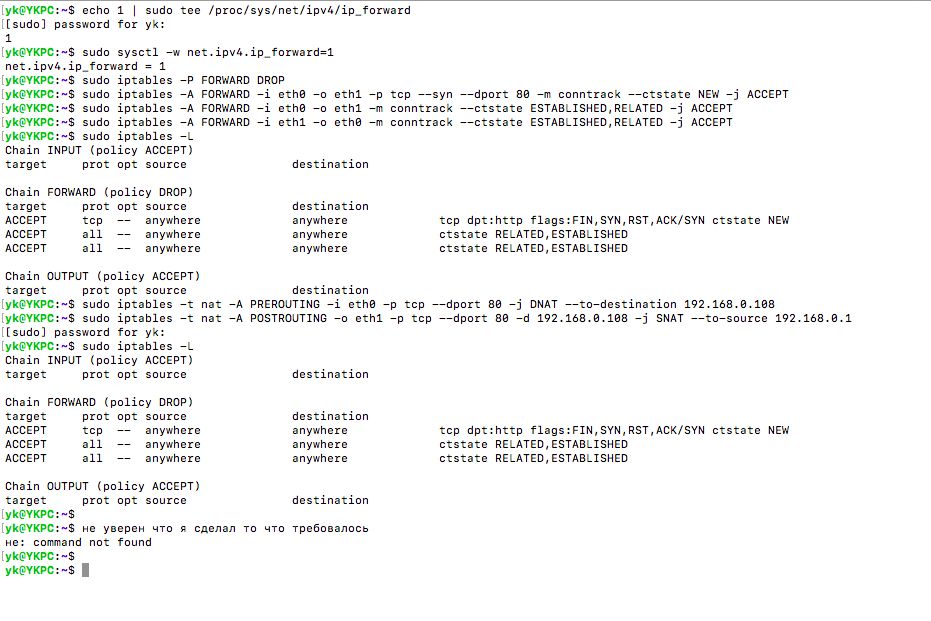 [yk@YKPC:~$ echo 1 | sudo tee /proc/sys/net/ipv4/ip_forward
[[sudo] password for yk:
1
[yk@YKPC:~$ sudo sysctl -w net.ipv4.ip_forward=1
net.ipv4.ip_forward = 1
[yk@YKPC:~$ sudo iptables -P FORWARD DROP
[yk@YKPC:~$ sudo iptables -A FORWARD -i eth0 -o eth1 -p tcp --syn --dport 80 -m conntrack --ctstate NEW -j ACCEPT
[yk@YKPC:~$ sudo iptables -A FORWARD -i eth0 -o eth1 -m conntrack --ctstate ESTABLISHED,RELATED -j ACCEPT
[yk@YKPC:~$ sudo iptables -A FORWARD -i eth1 -o eth0 -m conntrack --ctstate ESTABLISHED,RELATED -j ACCEPT
[yk@YKPC:~$ sudo iptables -L
Chain INPUT (policy ACCEPT)
target     prot opt source               destination
Chain FORWARD (policy DROP)
target     prot opt source               destination
ACCEPT     tcp  --  anywhere             anywhere             tcp dpt:http flags:FIN,SYN,RST,ACK/SYN ctstate NEW
ACCEPT     all  --  anywhere             anywhere             ctstate RELATED,ESTABLISHED
ACCEPT     all  --  anywhere             anywhere             ctstate RELATED,ESTABLISHED
Chain OUTPUT (policy ACCEPT)
target     prot opt source               destination
[yk@YKPC:~$ sudo iptables -t nat -A PREROUTING -i eth0 -p tcp --dport 80 -j DNAT --to-destination 192.168.0.108
[yk@YKPC:~$ sudo iptables -t nat -A POSTROUTING -o eth1 -p tcp --dport 80 -d 192.168.0.108 -j SNAT --to-source 192.168.0.1
[[sudo] password for yk:
[yk@YKPC:~$ sudo iptables -L
Chain INPUT (policy ACCEPT)
target     prot opt source               destination
Chain FORWARD (policy DROP)
target     prot opt source               destination
ACCEPT     tcp  --  anywhere             anywhere             tcp dpt:http flags:FIN,SYN,RST,ACK/SYN ctstate NEW
ACCEPT     all  --  anywhere             anywhere             ctstate RELATED,ESTABLISHED
ACCEPT     all  --  anywhere             anywhere             ctstate RELATED,ESTABLISHED
Chain OUTPUT (policy ACCEPT)
target     prot opt source               destination
[yk@YKPC:~$
[yk@YKPC:~$ не уверен что я сделал то что требовалось
не: command not found
[yk@YKPC:~$
yk@YKPC:~$